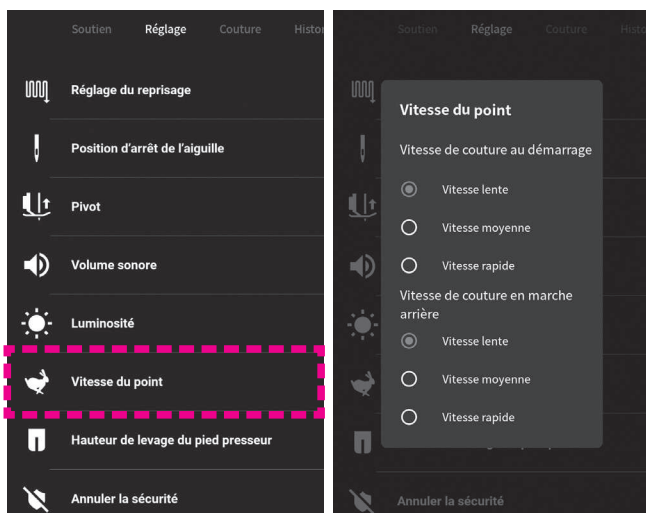 Soutien Réglage Couture Histor
Réglage du reprisage
Position d'arrêt de l'aiguille
Pivot
Volume sonore
Luminosité
Vitesse du point
Hauteur de levage du pied presseur
Annuler la sécurité
Soutien Réglage Couture Histo
Vitesse du point
Vitesse de couture au démarrage
Vitesse lente
Vitesse moyenne
Vitesse rapide
Vitesse de couture en marche
arrière
Vitesse lente
Vitesse moyenne
Vitesse rapide
Annuler la sécurité